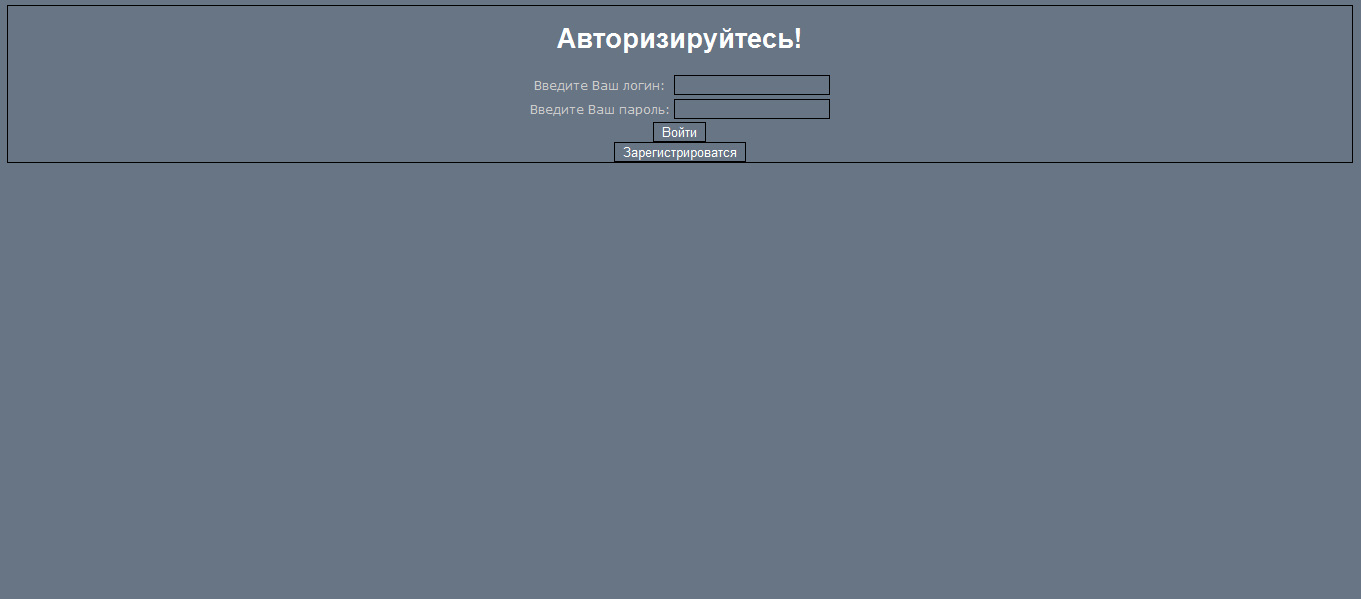 Авторизируйтесь!
Введите Ваш логин:
Введите Ваш пароль:
Войти
Зарегистрироватся